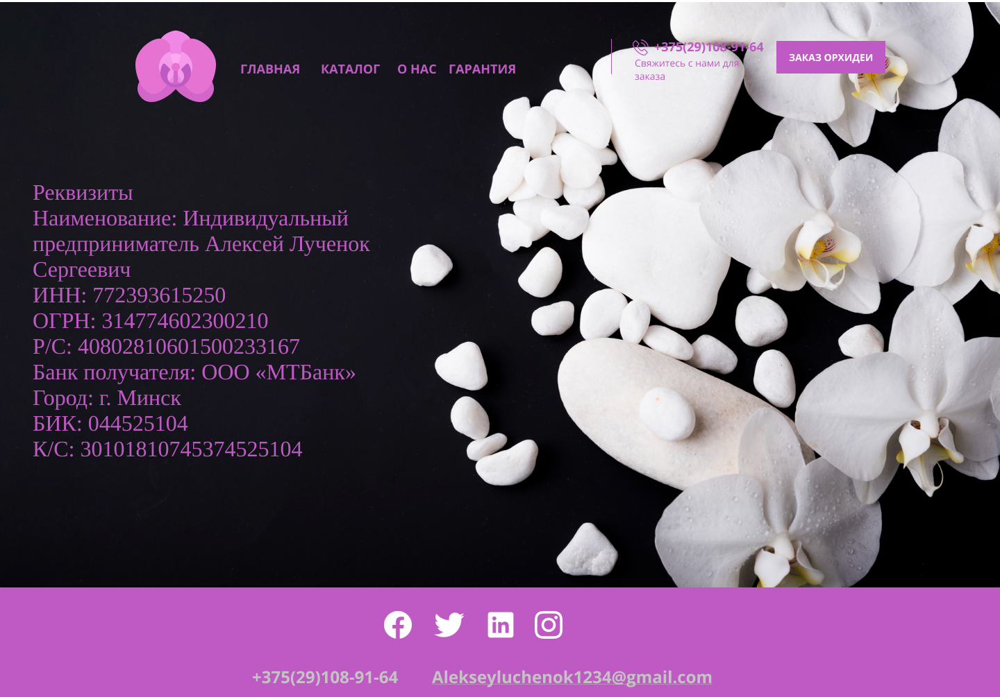 ГЛАВНАЯ КАТАЛОГ О НАС ГАРАНТИЯ
+375(29)108-91-64
Свяжитесь с нами для
заказа
ЗАКАЗ ОРХИДЕИ
Реквизиты
Наименование: Индивидуальный
предприниматель Алексей Лученок
Сергеевич
ИНН: 772393615250
ОГРН: 314774602300210
Р/С: 40802810601500233167
Банк получателя: ООО «МТБанк»
Город: г. Минск
БИК: 044525104
К/С: 30101810745374525104
+375(29)108-91-64 Alekseyluchenok1234@gmail.com